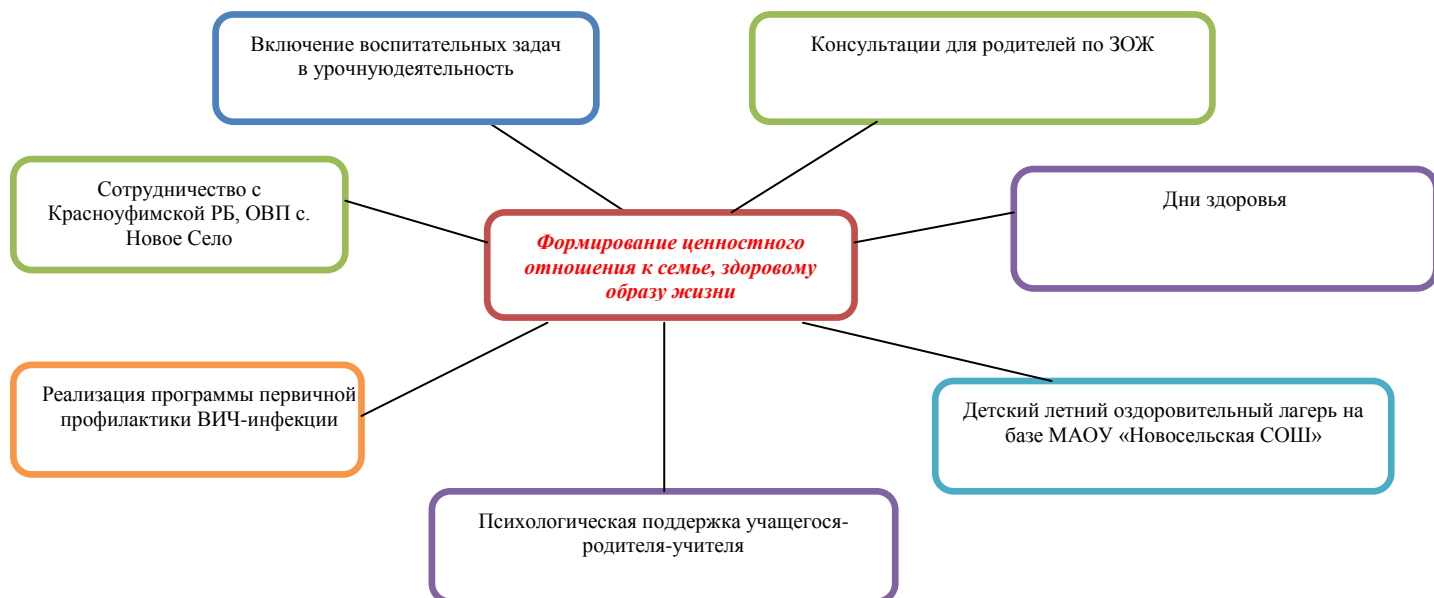 Включение воспитательных задач
в урочнуюдеятельность
Консультации для родителей по ЗОЖ
Сотрудничество с
Красноуфимской РБ, ОВП с.
Новое Село
Дни здоровья
Формирование ценностного
отношения к семье, здоровому
образу жизни
Реализация программы первичной
профилактики ВИЧ-инфекции
Детский летний оздоровительный лагерь на
базе МАОУ «Новосельская СОШ»
Психологическая поддержка учащегося-
родителя-учителя